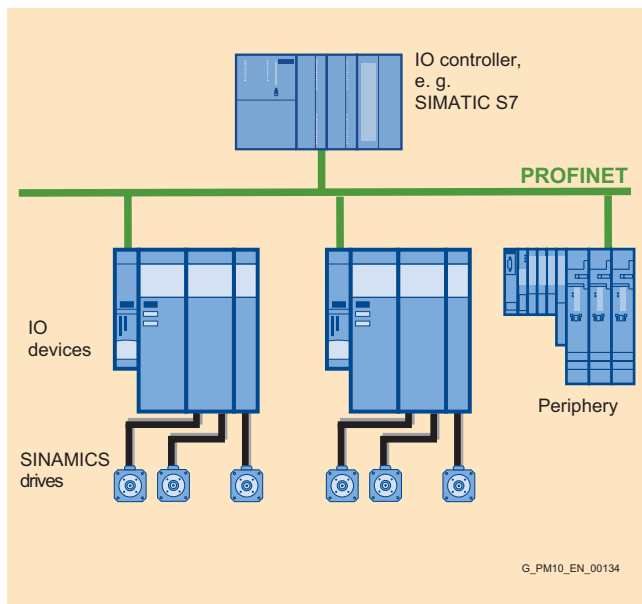 IO controller,
e. g.
SIMATIC S7
PROFINET
IO
devices
Periphery
SINAMICS
drives
G_PM10_EN_00134